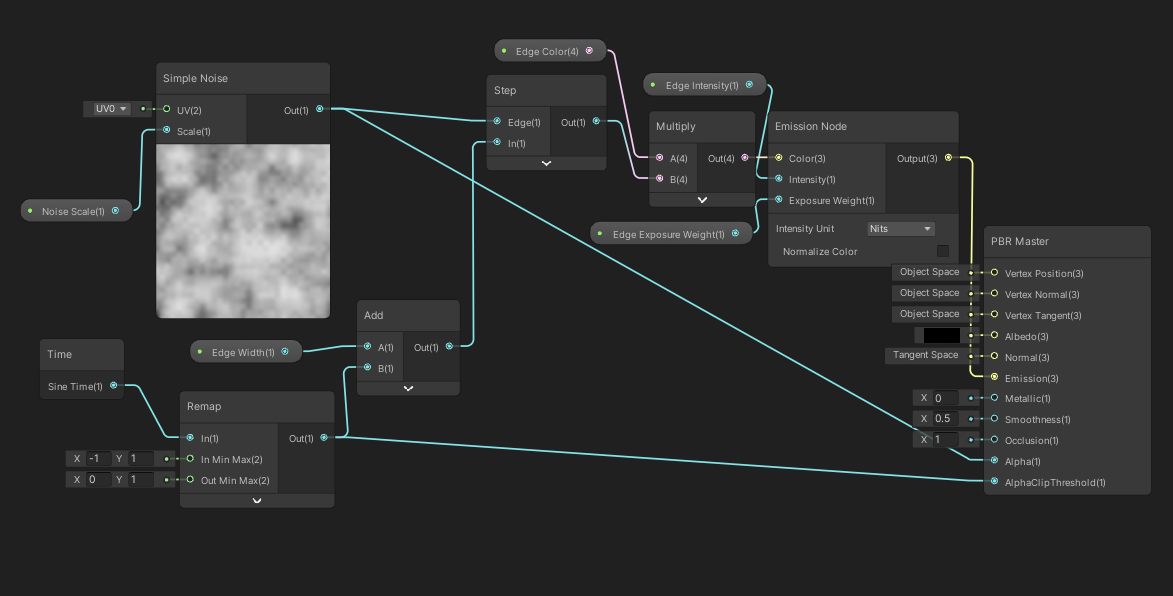 Edge Color(4)
Simple Noise
UV0
UV(2)
Out(1)
Scale(1)
Noise Scale(1)
Step
Edge(1)
Out(1)
In(1)
Edge Intensity(1)
Multiply
A(4)
Out(4)
B(4)
Edge Exposure Weight(1)
Emission Node
Color(3)
Output(3)
Intensity(1)
Exposure Weight(1)
Intensity Unit
Nits
Normalize Color
Time
Sine Time(1)
Edge Width(1)
Add
A(1)
Out(1)
B(1)
Remap
In(1)
Out(1)
X -1 Y 1
In Min Max(2)
X 0 Y 1
Out Min Max(2)
PBR Master
Object Space
Vertex Position(3)
Object Space
Vertex Normal(3)
Object Space
Vertex Tangent(3)
Albedo(3)
Tangent Space
Normal(3)
Emission(3)
X 0
Metallic(1)
X 0.5
Smoothness(1)
X 1
Occlusion(1)
Alpha(1)
AlphaClipThreshold(1)